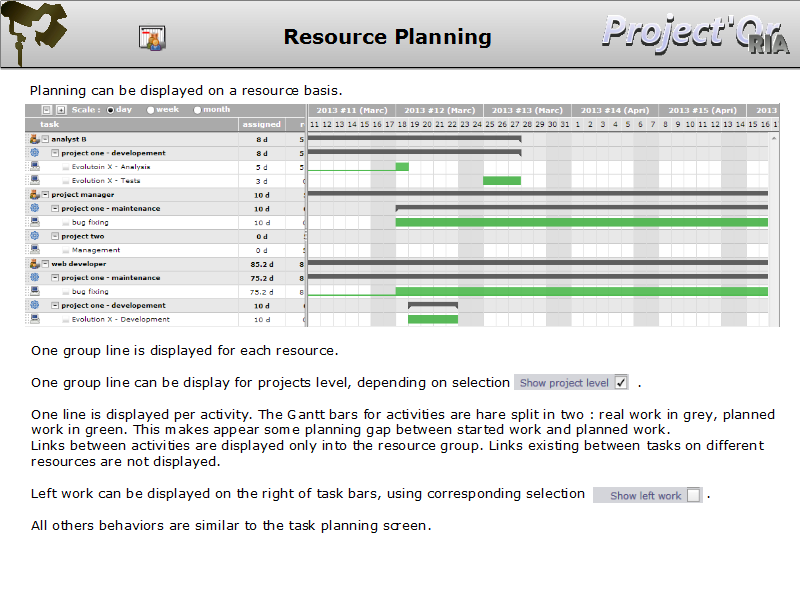 Resource Planning
Project'Or
RIA
Planning can be displayed on a resource basis.
Scale : day week month
2013 #11 (Marc) 2013 #12 (Marc) 2013 #13 (Marc) 2013 #14 (Apri) 2013 #15 (Apri) 2013
task assigned r
11 12 13 14 15 16 17 18 19 20 21 22 23 24 25 26 27 28 29 30 31 1 2 3 4 5 6 7 8 9 10 11 12 13 14 15 16 1
analyst B 8 d 5
project one - developement 8 d 5
Evolutoin X - Analysis 5 d 5
Evolution X - Tests 3 d
project manager 10 d
project one - maintenance 10 d
bug fixing 10 d
project two 0 d
Management 0 d
web developer 85.2 d 8
project one - maintenance 75.2 d 8
bug fixing 75.2 d 8
project one - developement 10 d
Evolution X - Development 10 d
One group line is displayed for each resource.
One group line can be display for projects level, depending on selection Show project level .
One line is displayed per activity. The Gantt bars for activities are hare split in two : real work in grey, planned
work in green. This makes appear some planning gap between started work and planned work.
Links between activities are displayed only into the resource group. Links existing between tasks on different
resources are not displayed.
Left work can be displayed on the right of task bars, using corresponding selection Show left work .
All others behaviors are similar to the task planning screen.